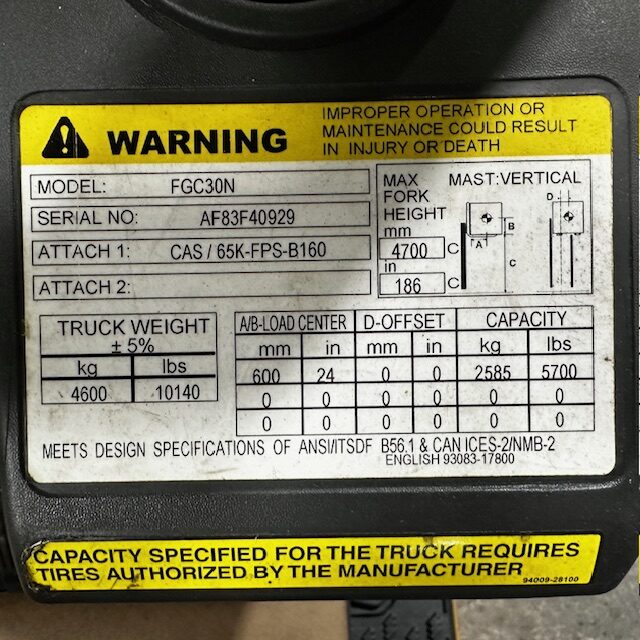 WARNING
IMPROPER OPERATION OR
MAINTENANCE COULD RESULT
IN INJURY OR DEATH
MODEL: FGC30N
SERIAL NO: AF83F40929
ATTACH 1: CAS / 65K-FPS-B160
ATTACH 2:
MAX MAST:VERTICAL
FORK
HEIGHT
mm
4700 C
in
186 C
A
B
C
D
TRUCK WEIGHT
± 5%
kg lbs
4600 10140
A/B-LOAD CENTER D-OFFSET CAPACITY
mm in mm in kg lbs
600 24 0 0 2585 5700
0 0 0 0 0 0
0 0 0 0 0 0
MEETS DESIGN SPECIFICATIONS OF ANSI/ITSDF B56.1 & CAN ICES-2/NMB-2
ENGLISH 93083-17800
CAPACITY SPECIFIED FOR THE TRUCK REQUIRES
TIRES AUTHORIZED BY THE MANUFACTURER
94009-28100